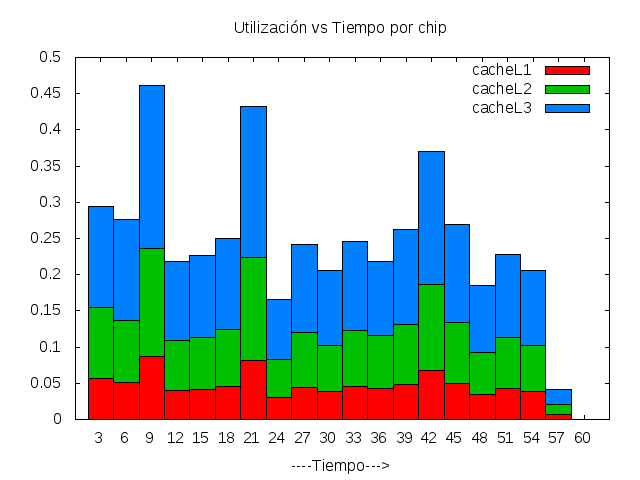 Utilización vs Tiempo por chip
cacheL1
cacheL2
cacheL3
0.5
0.45
0.4
0.35
0.3
0.25
0.2
0.15
0.1
0.05
0
3 6 9 12 15 18 21 24 27 30 33 36 39 42 45 48 51 54 57 60
----Tiempo--->